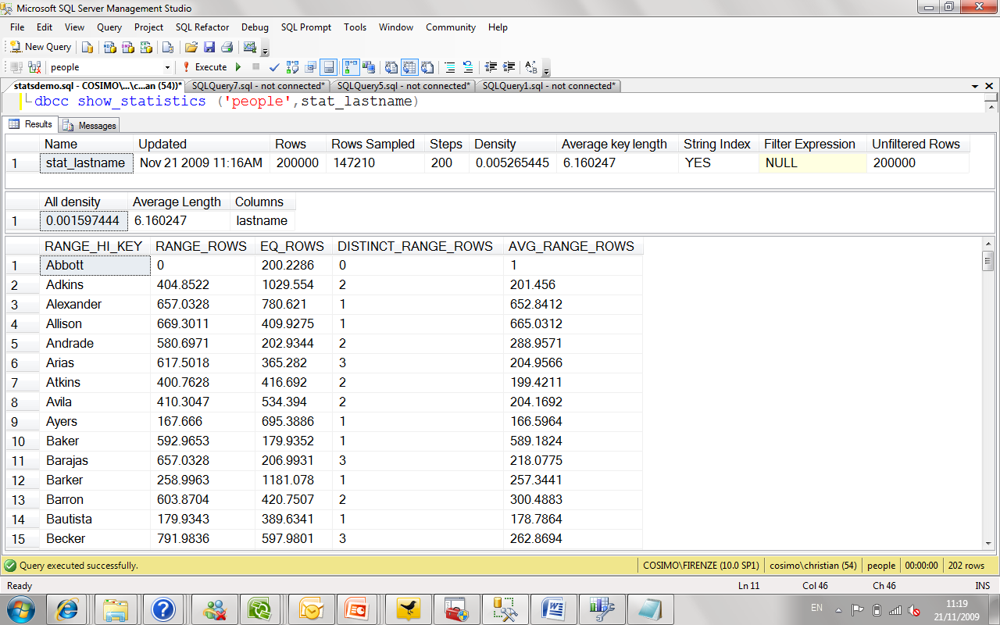 Microsoft SQL Server Management Studio
File Edit View Query Project SQL Refactor Debug SQL Prompt Tools Window Community Help
New Query
people Execute
statsdemo.sql - COSIMO\...\c...an (54))* SQLQuery7.sql - not connected* SQLQuery5.sql - not connected* SQLQuery1.sql - not connected*
dbcc show_statistics ('people',stat_lastname)
Results Messages
Name Updated Rows Rows Sampled Steps Density Average key length String Index Filter Expression Unfiltered Rows
1 stat_lastname Nov 21 2009 11:16AM 200000 147210 200 0.005265445 6.160247 YES NULL 200000
All density Average Length Columns
1 0.001597444 6.160247 lastname
RANGE_HI_KEY RANGE_ROWS EQ_ROWS DISTINCT_RANGE_ROWS AVG_RANGE_ROWS
1 Abbott 0 200.2286 0 1
2 Adkins 404.8522 1029.554 2 201.456
3 Alexander 657.0328 780.621 1 652.8412
4 Allison 669.3011 409.9275 1 665.0312
5 Andrade 580.6971 202.9344 2 288.9571
6 Arias 617.5018 365.282 3 204.9566
7 Atkins 400.7628 416.692 2 199.4211
8 Avila 410.3047 534.394 2 204.1692
9 Ayers 167.666 695.3886 1 166.5964
10 Baker 592.9653 179.9352 1 589.1824
11 Barajas 657.0328 206.9931 3 218.0775
12 Barker 258.9963 1181.078 1 257.3441
13 Barron 603.8704 420.7507 2 300.4883
14 Bautista 179.9343 389.6341 1 178.7864
15 Becker 791.9836 597.9801 3 262.8694
Query executed successfully. COSIMO\FIRENZE (10.0 SP1) cosimo\christian (54) people 00:00:00 202 rows
Ready Ln 11 Col 46 Ch 46 INS
EN 11:19
21/11/2009